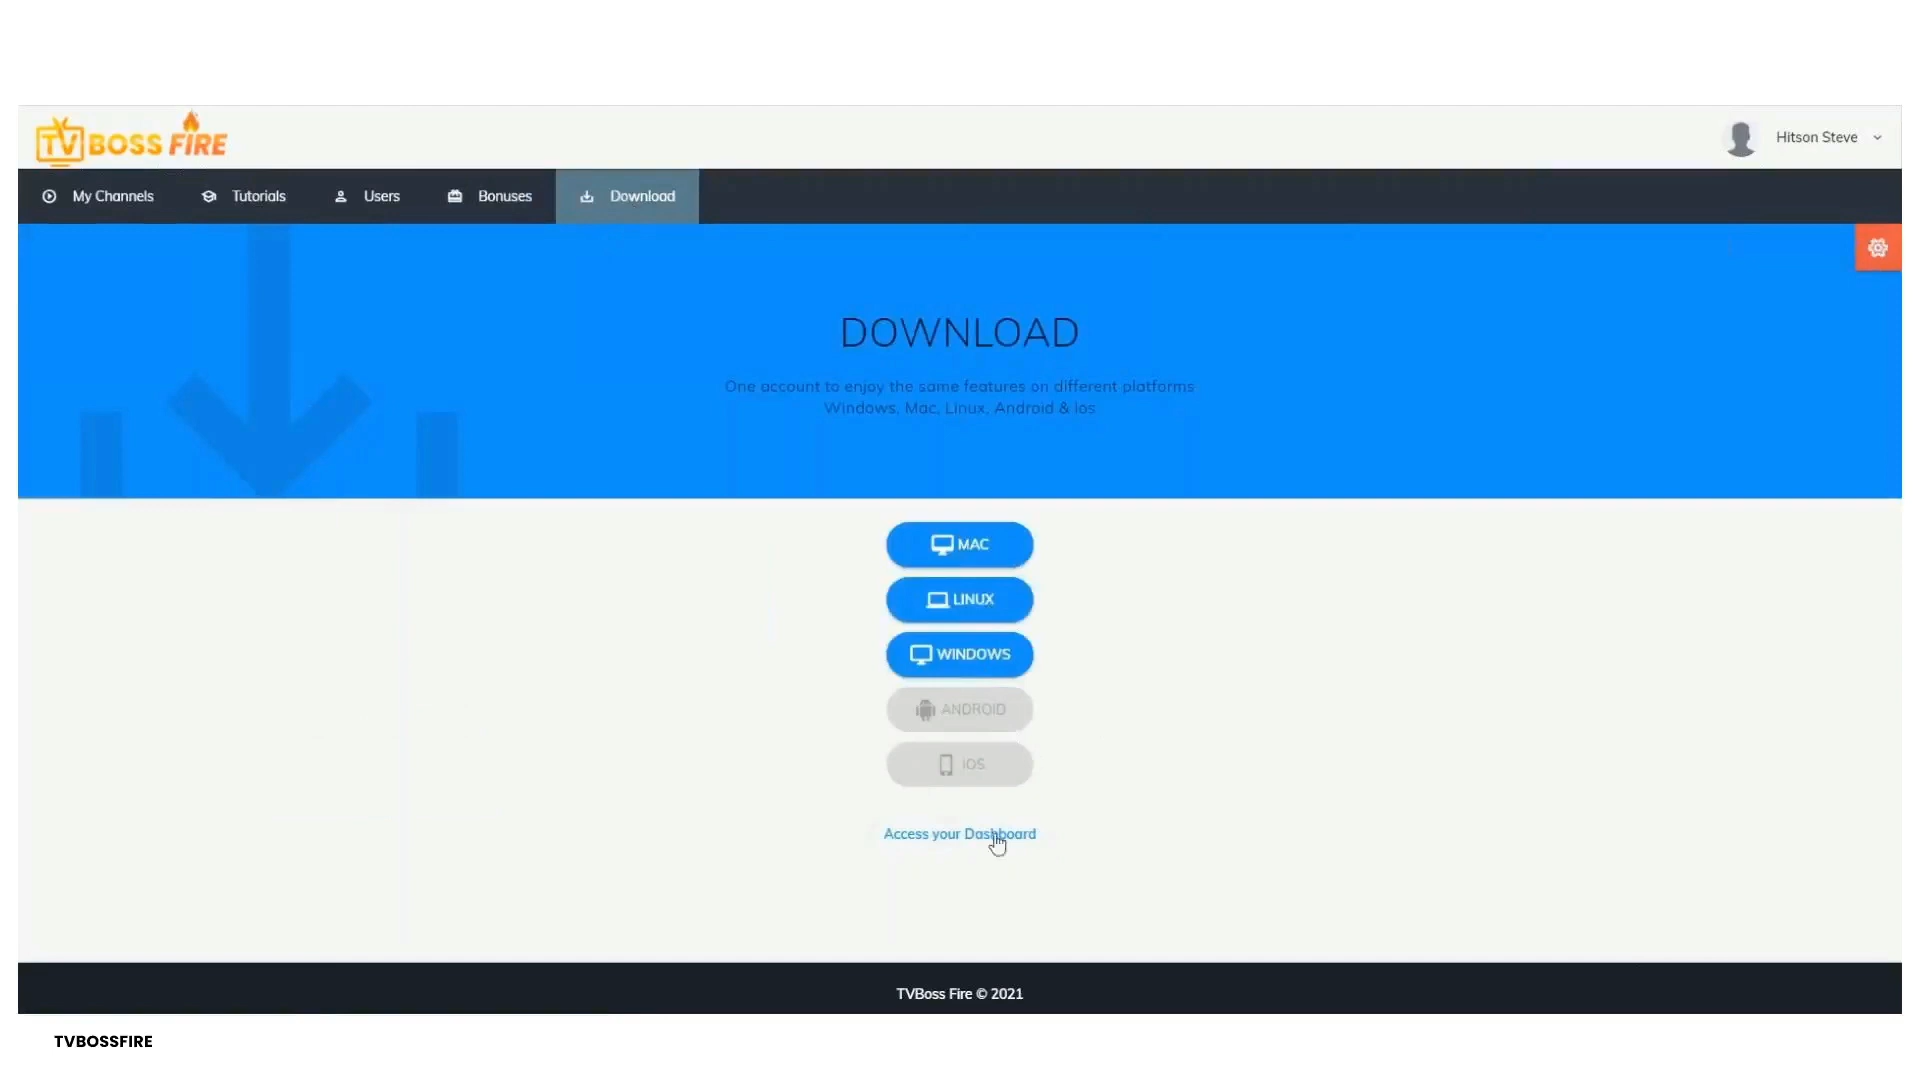 TV BOSS FIRE
Hitson Steve
My Channels Tutorials Users Bonuses Download
DOWNLOAD
One account to enjoy the same features on different platforms
Windows, Mac, Linux, Android & Ios
MAC
LINUX
WINDOWS
ANDROID
iOS
Access your Dashboard
TVBoss Fire © 2021
TVBOSSFIRE